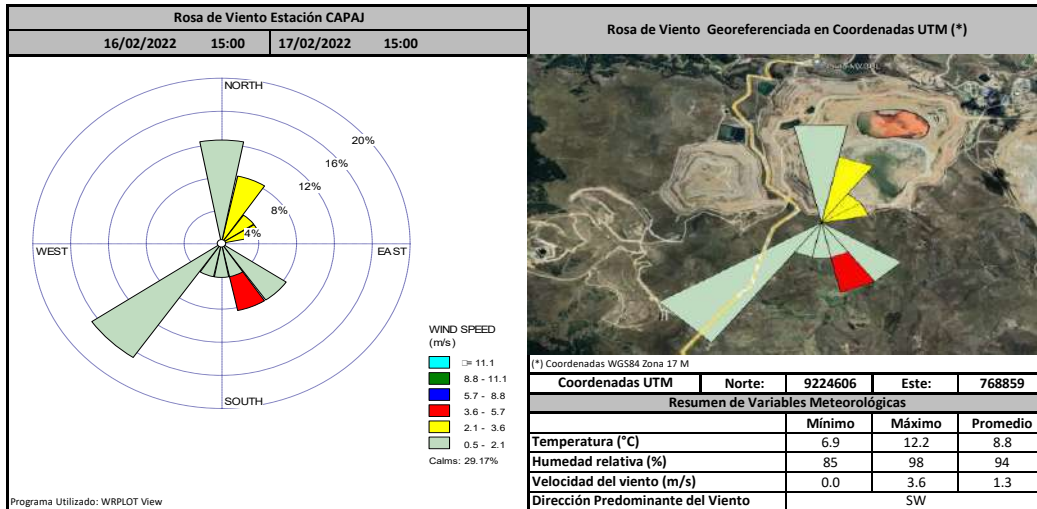 Rosa de Viento Estación CAPAJ
16/02/2022 15:00 17/02/2022 15:00
NORTH
20%
16%
12%
8%
4%
WEST
EAST
SOUTH
WIND SPEED
(m/s)
□= 11.1
8.8 - 11.1
5.7 - 8.8
3.6 - 5.7
2.1 - 3.6
0.5 - 2.1
Calms: 29.17%
Programa Utilizado: WRPLOT View
Rosa de Viento Georeferenciada en Coordenadas UTM (*)
(*) Coordenadas WGS84 Zona 17 M
Coordenadas UTM Norte: 9224606 Este: 768859
Resumen de Variables Meteorológicas
Mínimo Máximo Promedio
Temperatura (°C) 6.9 12.2 8.8
Humedad relativa (%) 85 98 94
Velocidad del viento (m/s) 0.0 3.6 1.3
Dirección Predominante del Viento SW